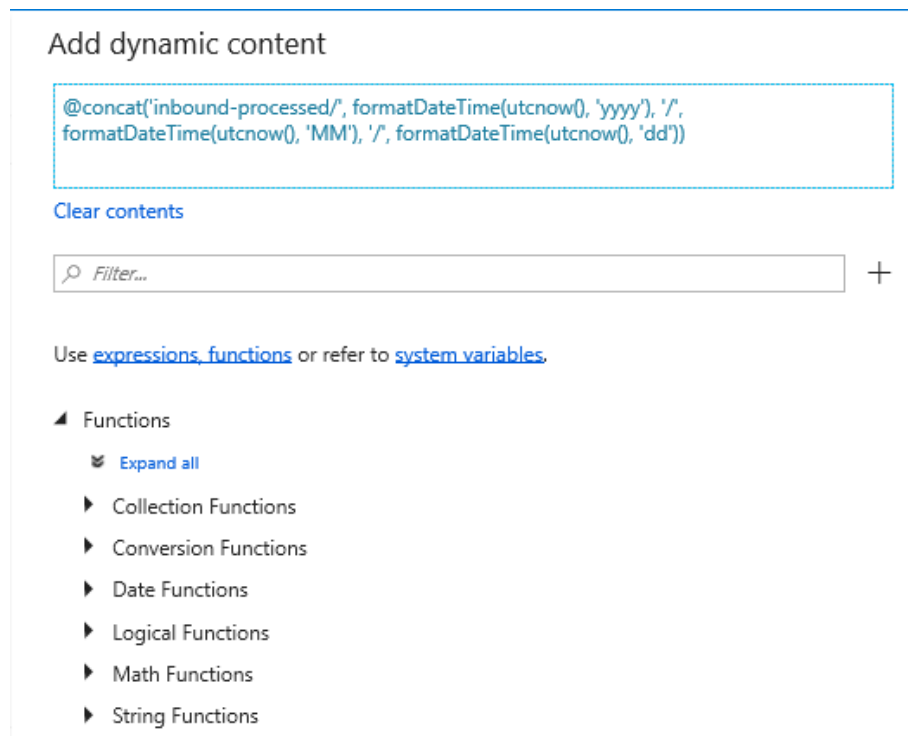 Add dynamic content
@concat('inbound-processed/', formatDateTime(utcnow(), 'yyyy'), '/',
formatDateTime(utcnow(), 'MM'), '/', formatDateTime(utcnow(), 'dd'))
Clear contents
Filter...
Use expressions, functions or refer to system variables.
Functions
Expand all
Collection Functions
Conversion Functions
Date Functions
Logical Functions
Math Functions
String Functions